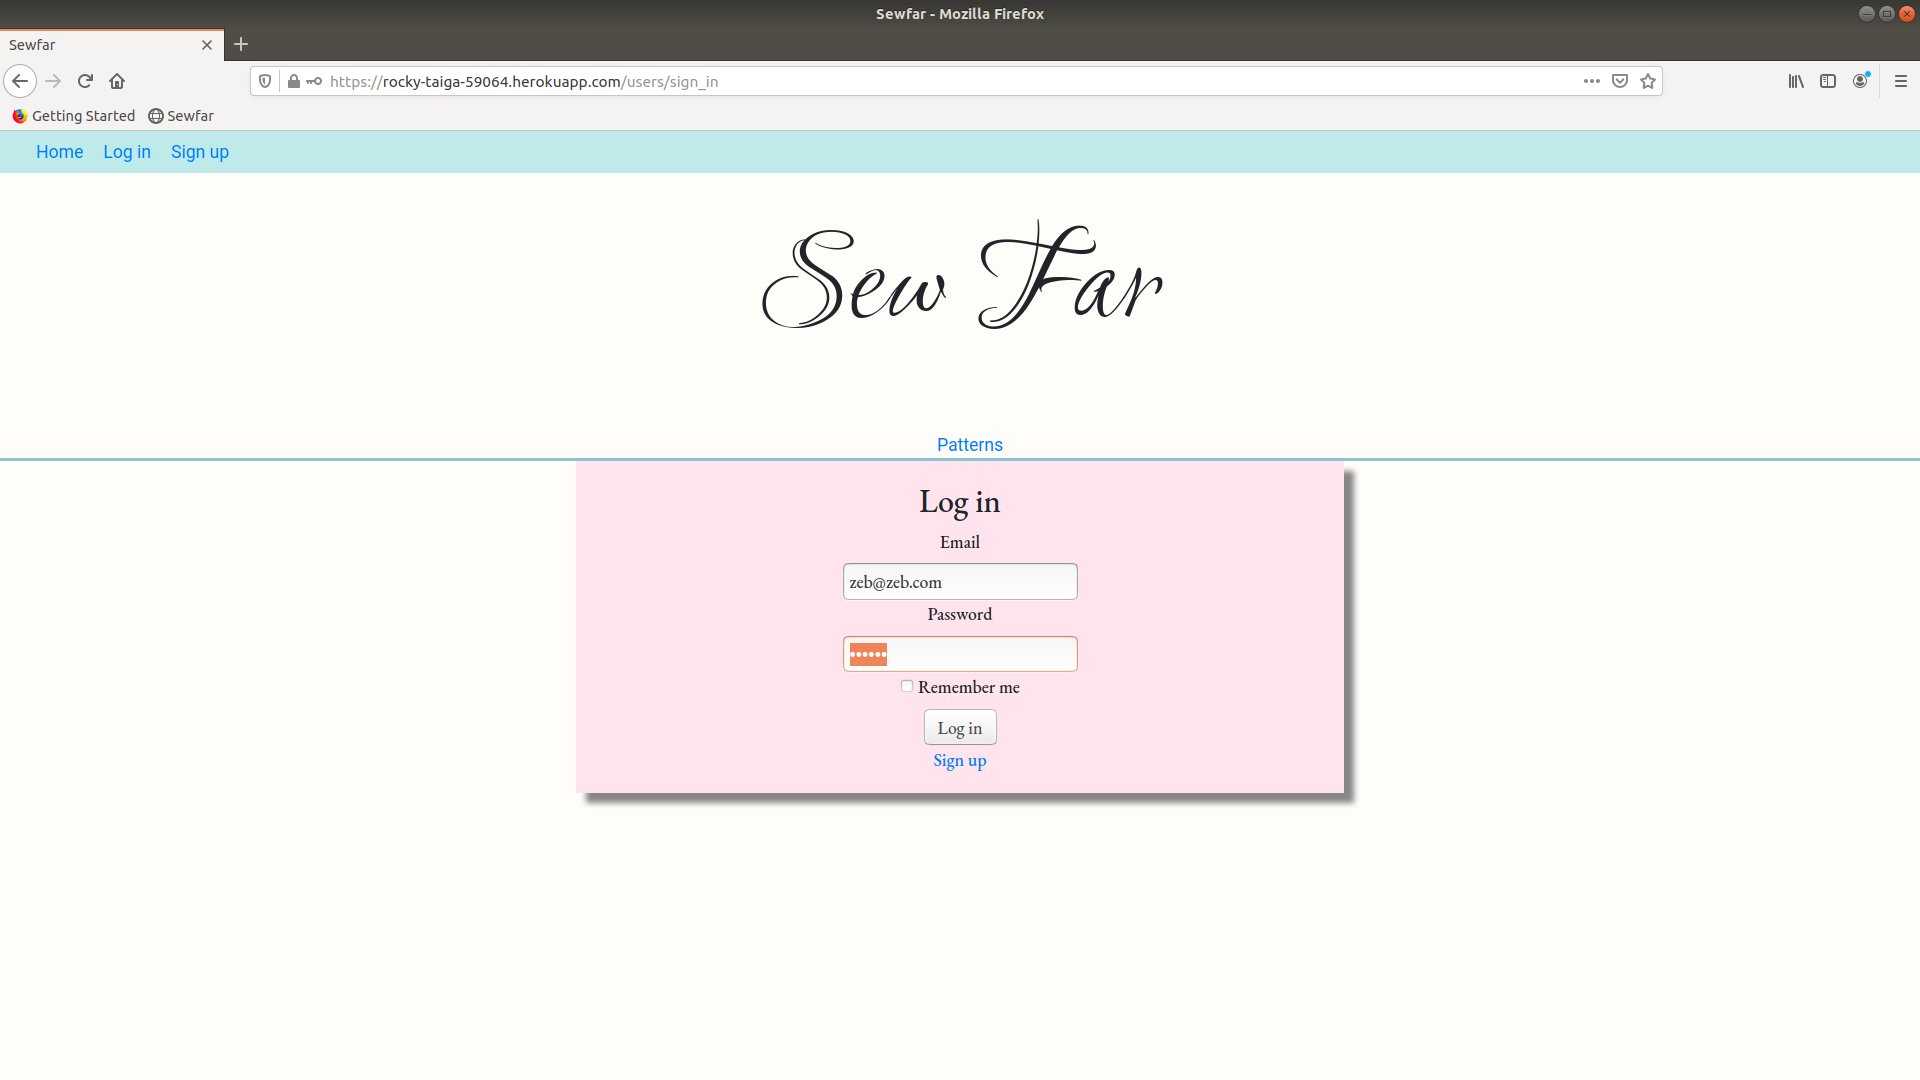 Sewfar - Mozilla Firefox
Sewfar
https://rocky-taiga-59064.herokuapp.com/users/sign_in
Getting Started Sewfar
Home Log in Sign up
Sew Far
Patterns
Log in
Email
zeb@zeb.com
Password
••••••
Remember me
Log in
Sign up